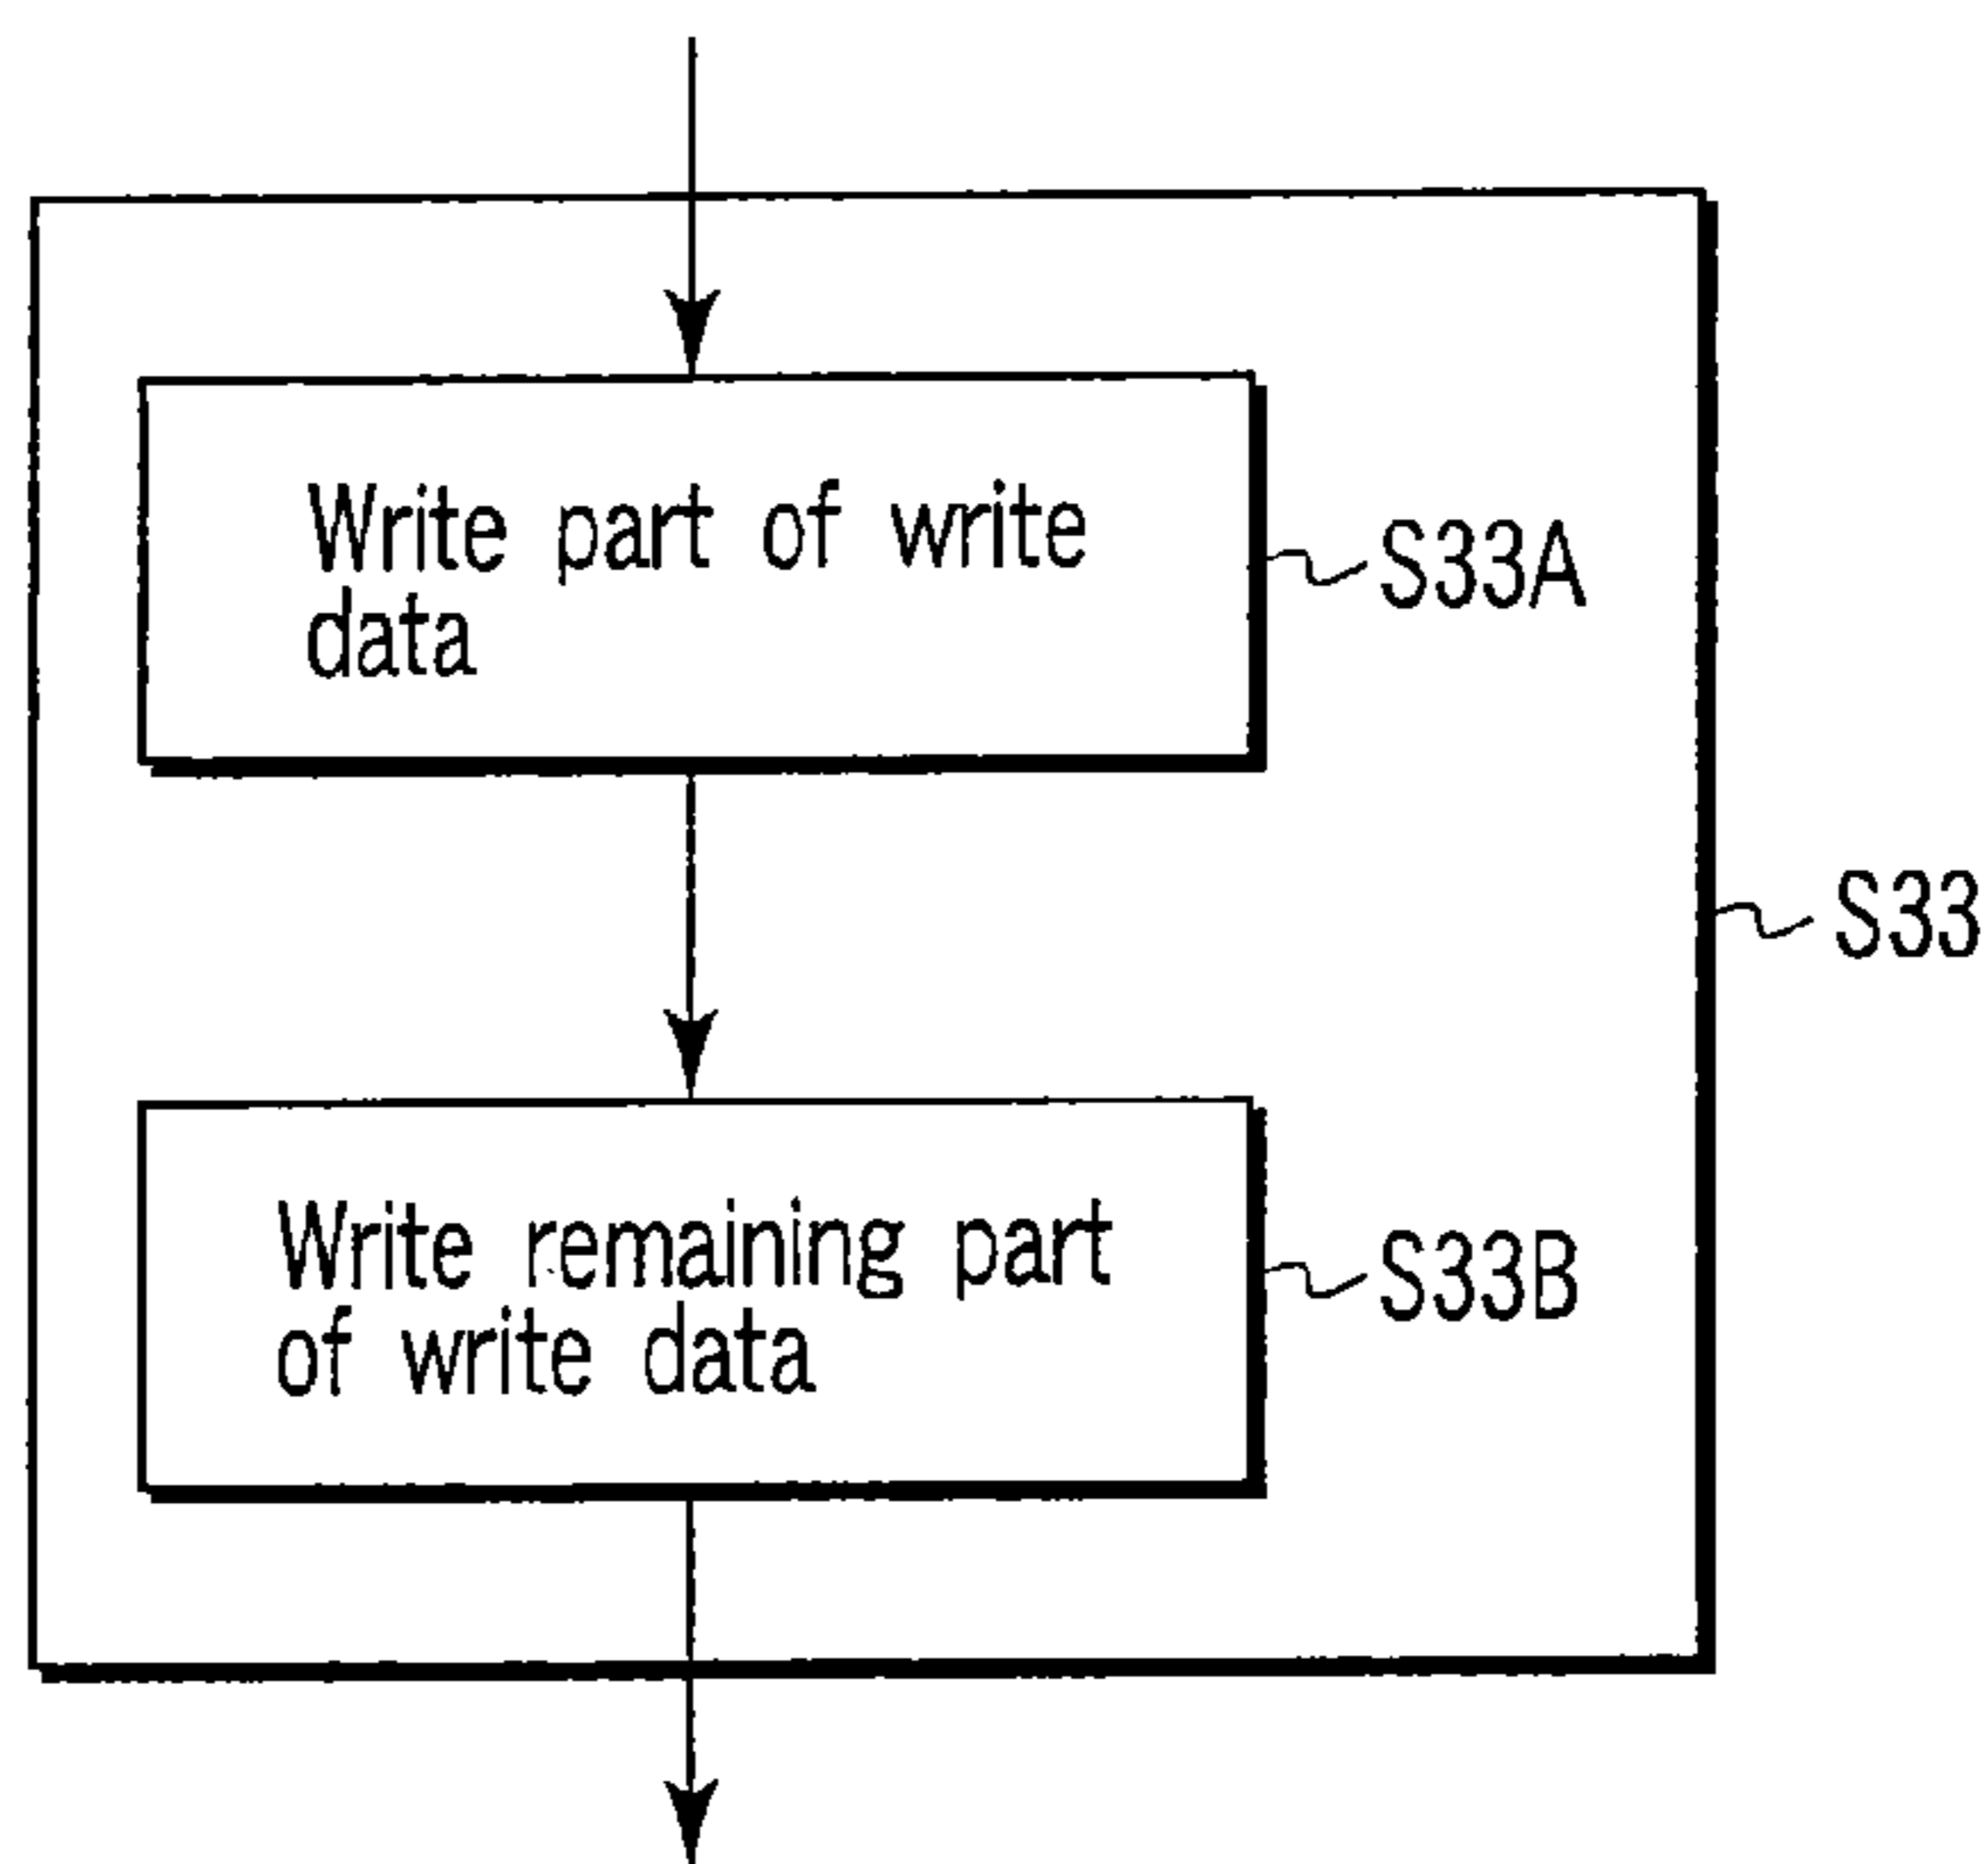 Write part of write
data
S33A
S33
Write remaining part
of write data
S33B